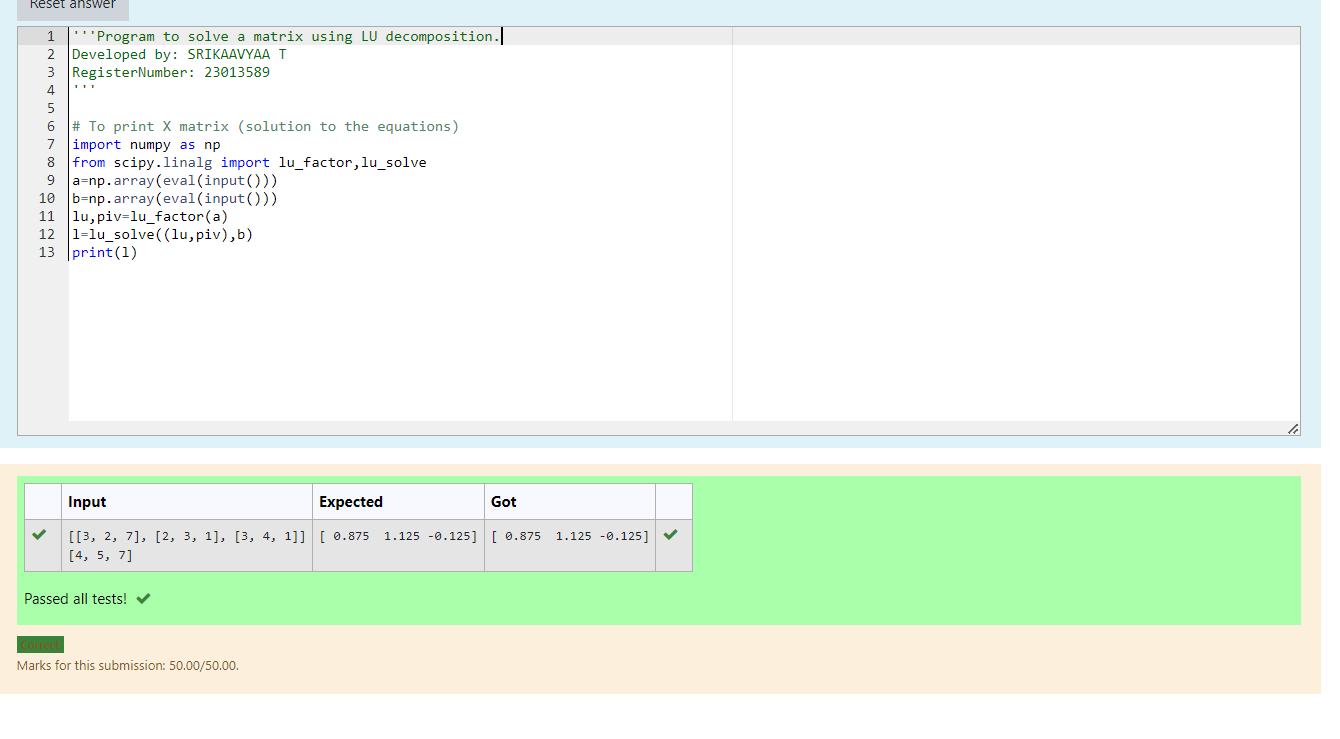 Reset answer
1 '''Program to solve a matrix using LU decomposition.
2 Developed by: SRIKAAVYAA T
3 RegisterNumber: 23013589
4 '''
5
6 # To print X matrix (solution to the equations)
7 import numpy as np
8 from scipy.linalg import lu_factor,lu_solve
9 a=np.array(eval(input()))
10 b=np.array(eval(input()))
11 lu,piv=lu_factor(a)
12 l=lu_solve((lu,piv),b)
13 print(l)
Input Expected Got
[[3, 2, 7], [2, 3, 1], [3, 4, 1]] [ 0.875  1.125 -0.125] [ 0.875  1.125 -0.125]
[4, 5, 7]
Passed all tests!
Correct
Marks for this submission: 50.00/50.00.